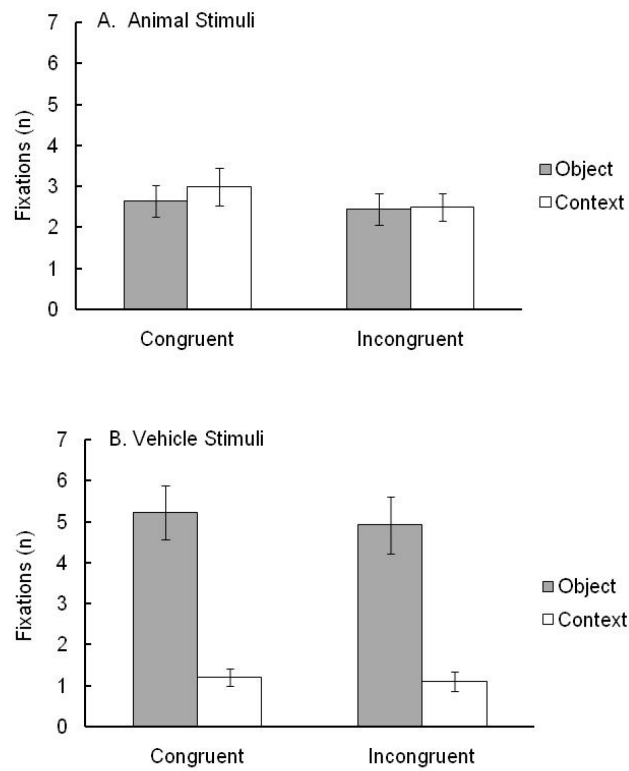 A. Animal Stimuli
7
6
5
4
3
2
1
0
Fixations (n)
Congruent
Incongruent
Object
Context
B. Vehicle Stimuli
7
6
5
4
3
2
1
0
Fixations (n)
Congruent
Incongruent
Object
Context